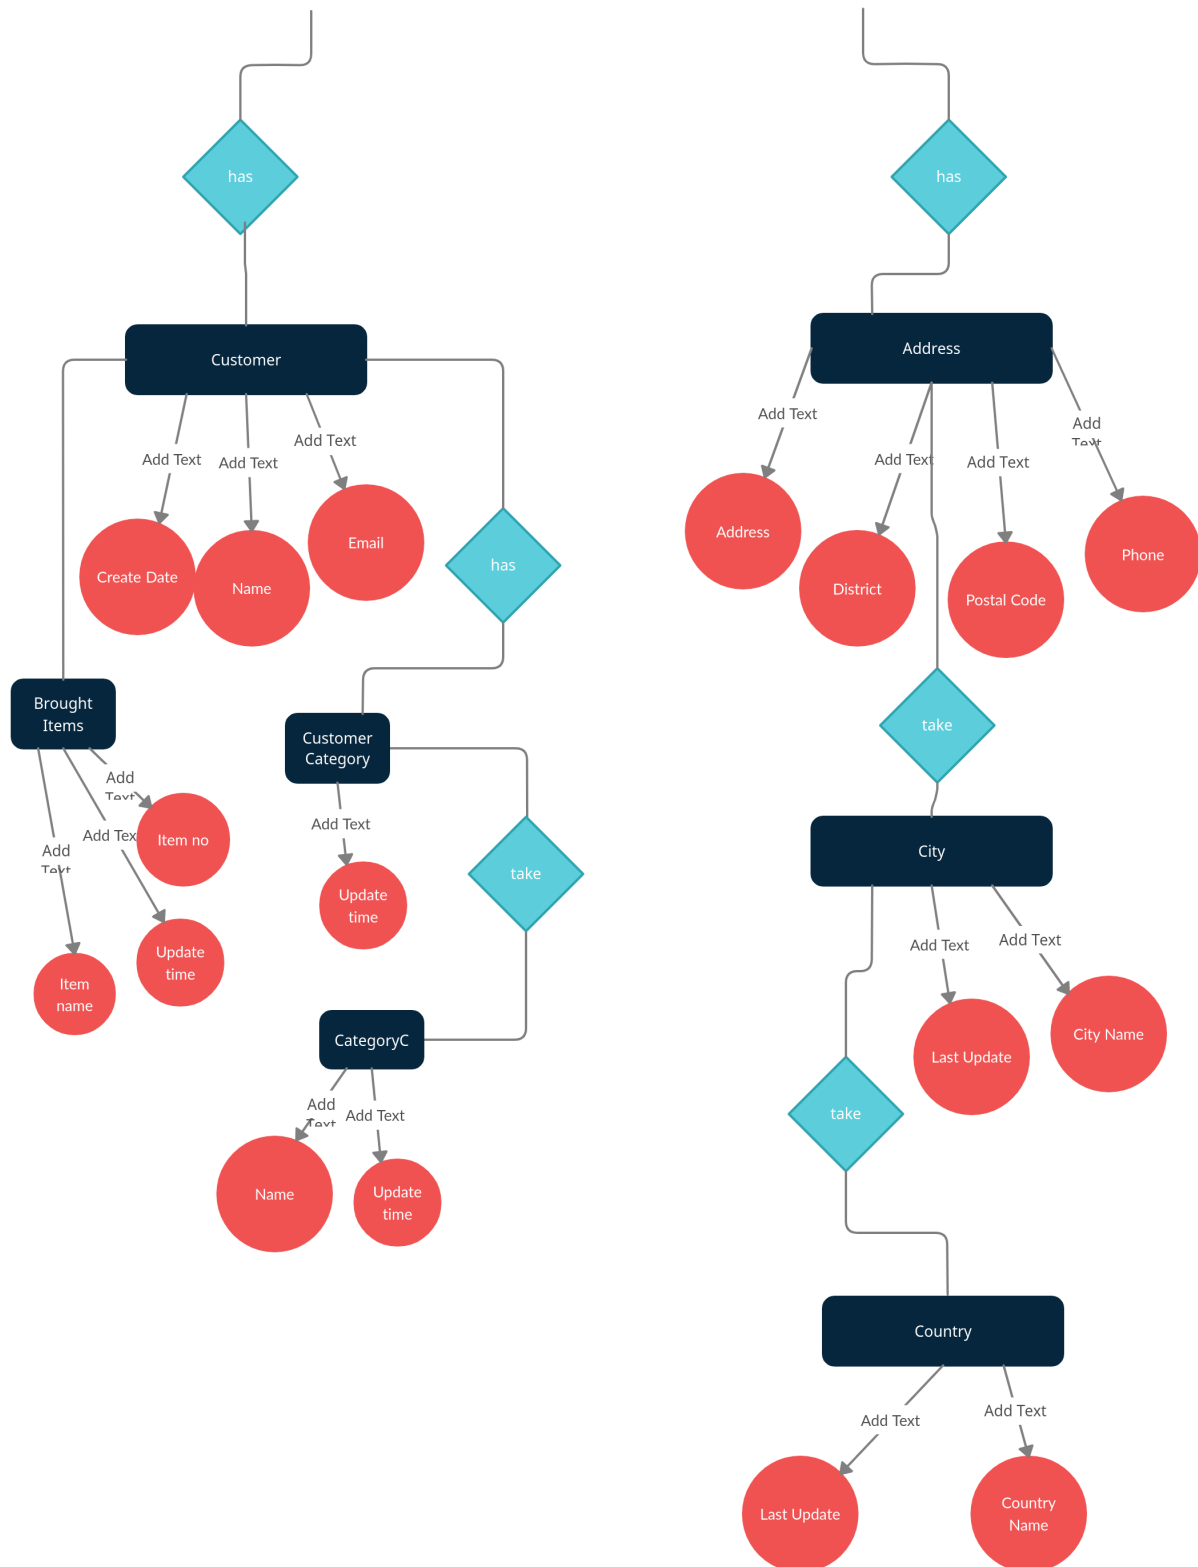 has
has
Customer
Address
Add Text
Add Text
Add Text
Add Text
Add Text
Add Text
Add
Text
Create Date
Name
Email
has
Address
District
Postal Code
Phone
Brought
Items
Customer
Category
take
Add
Text
Add Tex
Add
Text
Item no
Add Text
take
City
Update
time
Update
time
Item
name
Add Text
Add Text
CategoryC
Last Update
City Name
Add
Text
Add Text
take
Name
Update
time
Country
Add Text
Add Text
Last Update
Country
Name